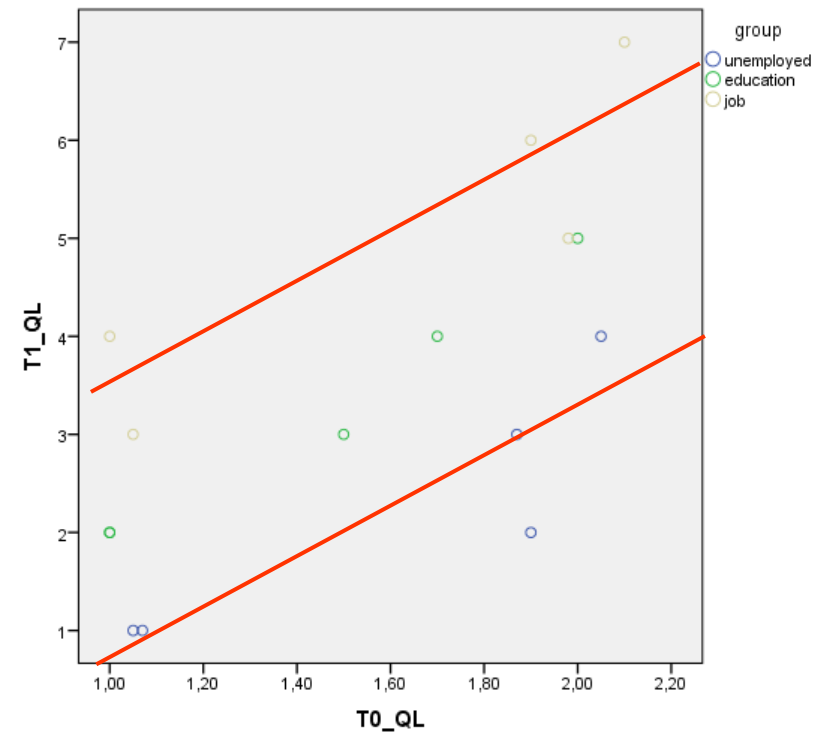 group
unemployed
education
job
T1_QL
7
6
5
4
3
2
1
1,00 1,20 1,40 1,60 1,80 2,00 2,20
T0_QL